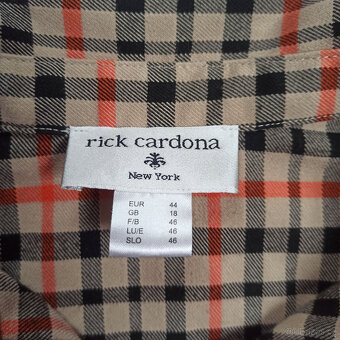 rick cardona
New York
EUR 44
GB 18
F/B 46
LU/E 46
SLO 46